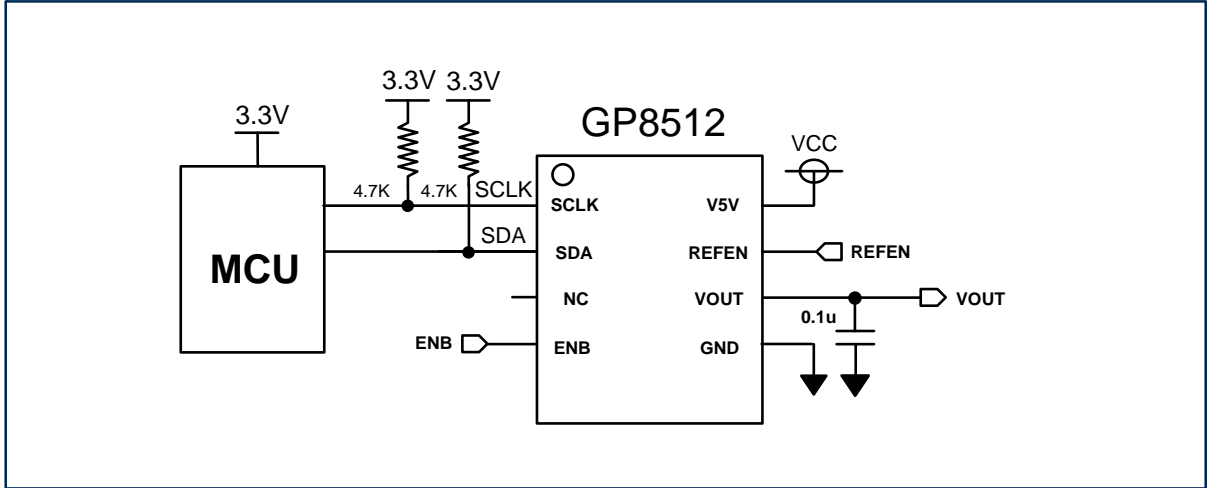 3.3V 3.3V
3.3V
GP8512
VCC
4.7K 4.7K SCLK
SCLK V5V
SDA
SDA REFEN REFEN
MCU
NC VOUT VOUT
0.1u
ENB ENB GND